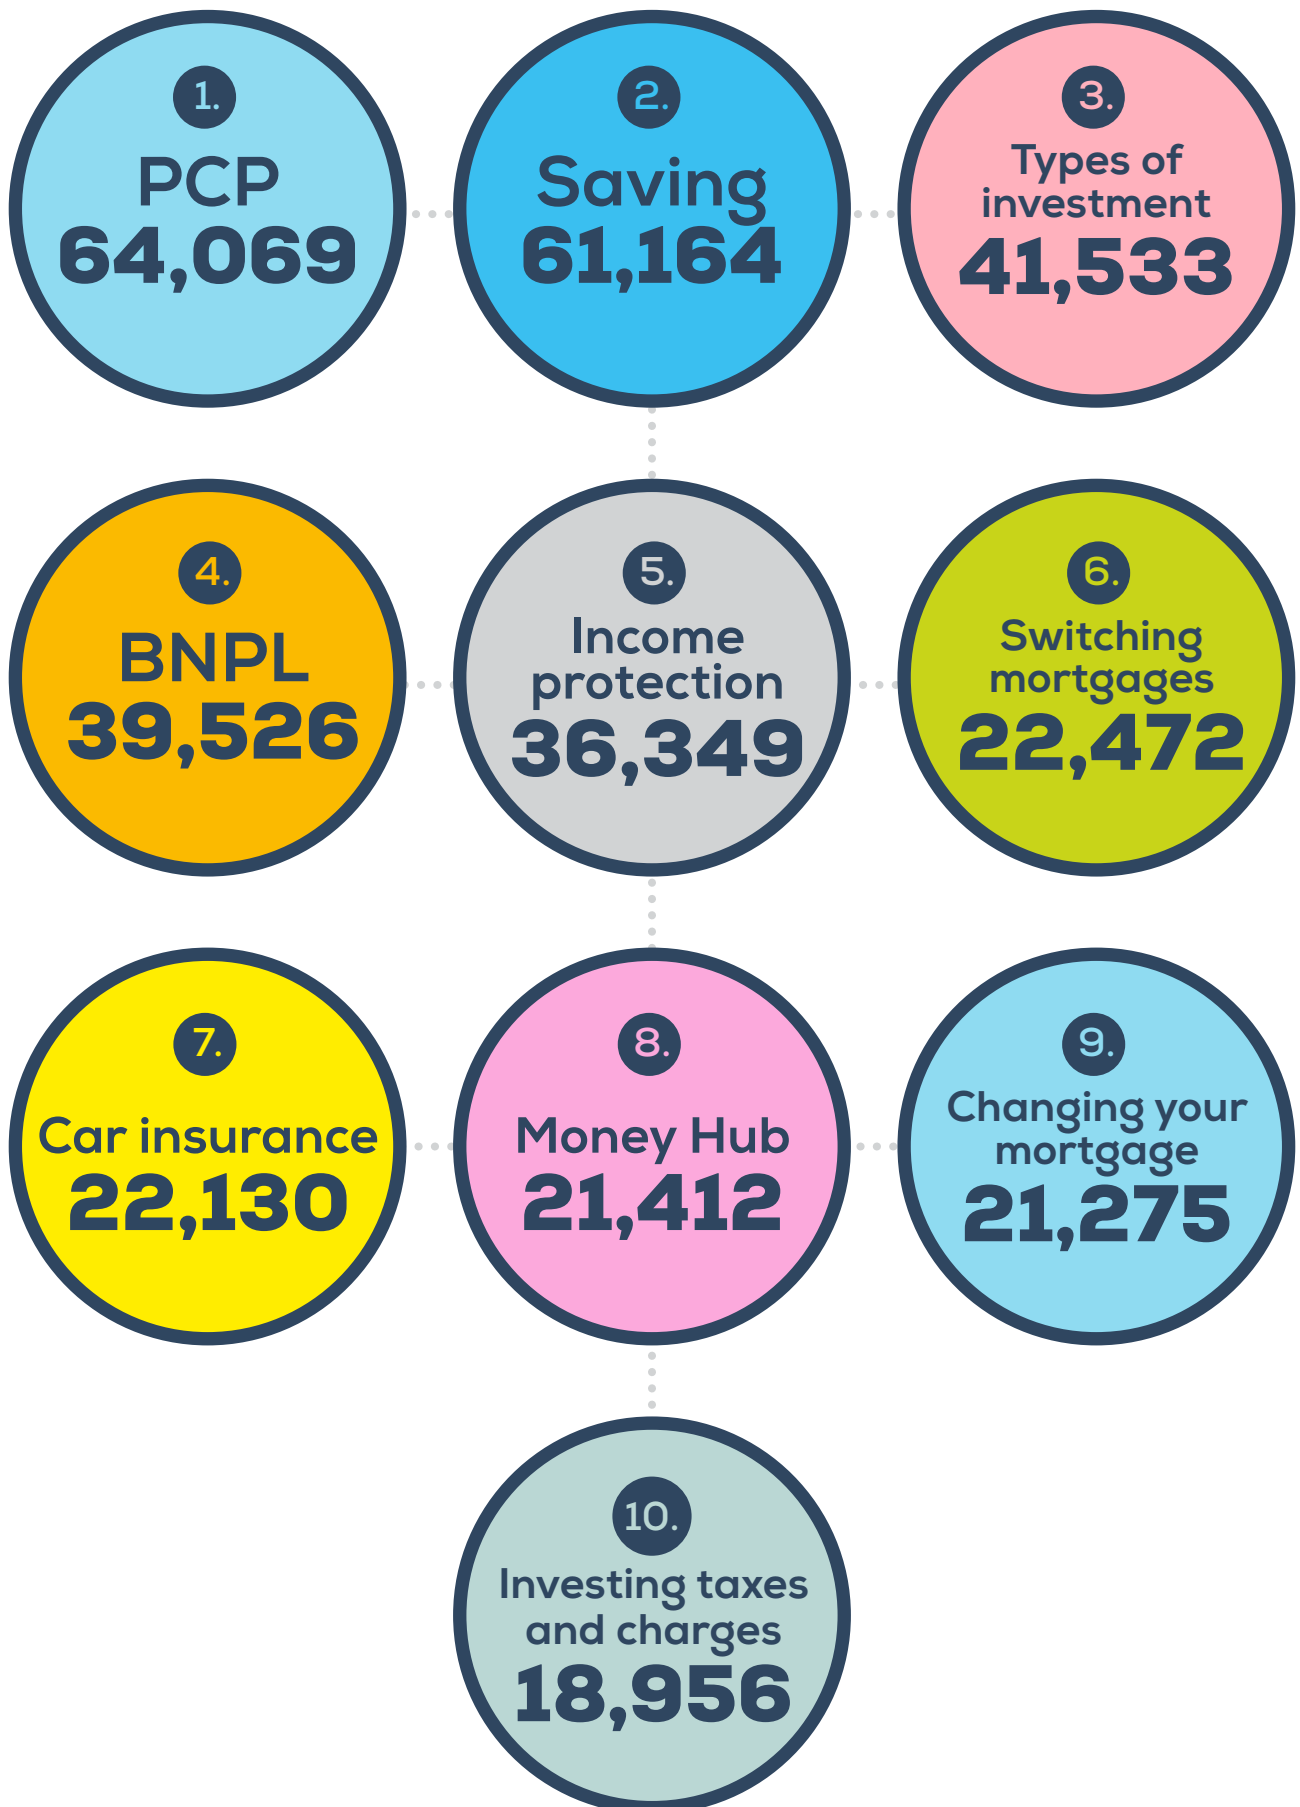 1.
PCP
64,069
2.
Saving
61,164
3.
Types of
investment
41,533
4.
BNPL
39,526
5.
Income
protection
36,349
6.
Switching
mortgages
22,472
7.
Car insurance
22,130
8.
Money Hub
21,412
9.
Changing your
mortgage
21,275
10.
Investing taxes
and charges
18,956